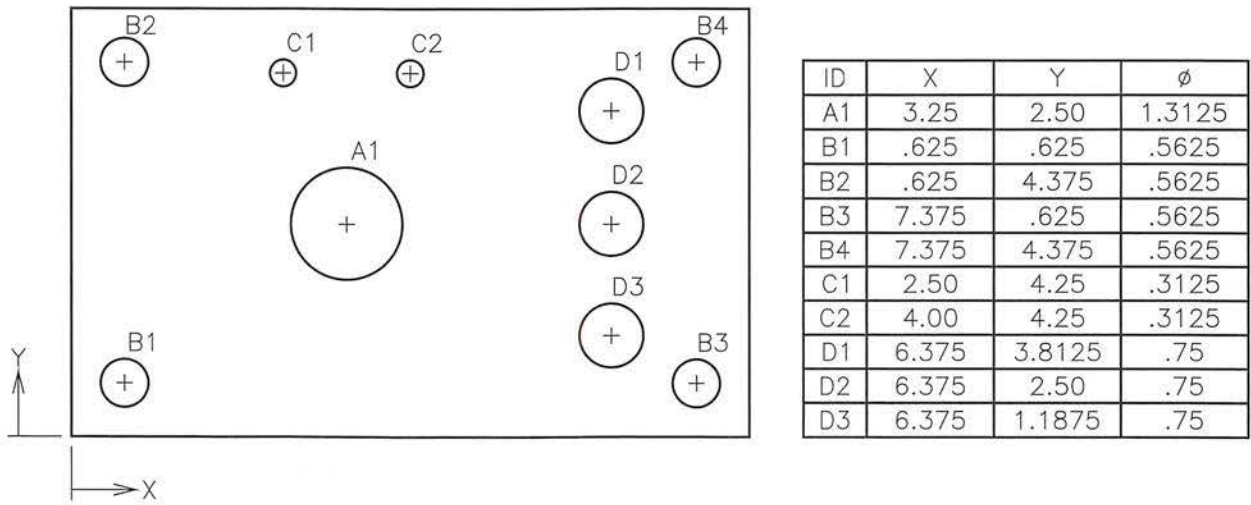 B2
B4
C1
C2
D1
A1
D2
D3
B1
B3
Y
X
ID X Y ø
A1 3.25 2.50 1.3125
B1 .625 .625 .5625
B2 .625 4.375 .5625
B3 7.375 .625 .5625
B4 7.375 4.375 .5625
C1 2.50 4.25 .3125
C2 4.00 4.25 .3125
D1 6.375 3.8125 .75
D2 6.375 2.50 .75
D3 6.375 1.1875 .75